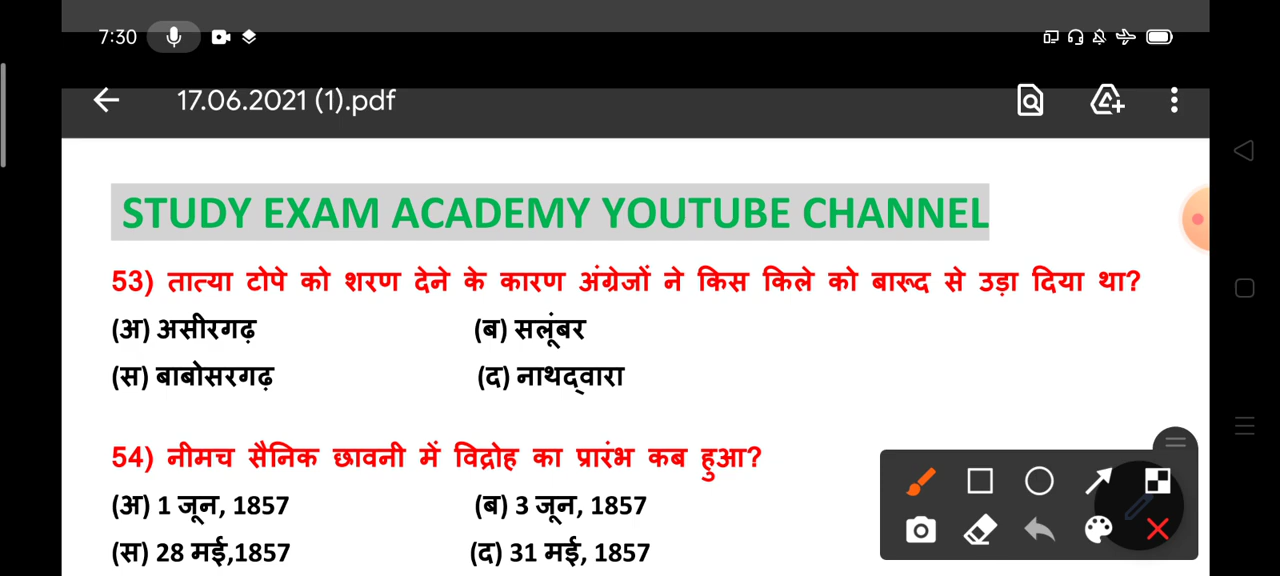 7:30
17.06.2021 (1).pdf
STUDY EXAM ACADEMY YOUTUBE CHANNEL
53) तात्या टोपे को शरण देने के कारण अंग्रेजों ने किस किले को बारूद से उड़ा दिया था?
(अ) असीरगढ़ (ब) सलूंबर
(स) बाबोसरगढ़ (द) नाथद्वारा
54) नीमच सैनिक छावनी में विद्रोह का प्रारंभ कब हुआ?
(अ) 1 जून, 1857 (ब) 3 जून, 1857
(स) 28 मई,1857 (द) 31 मई, 1857